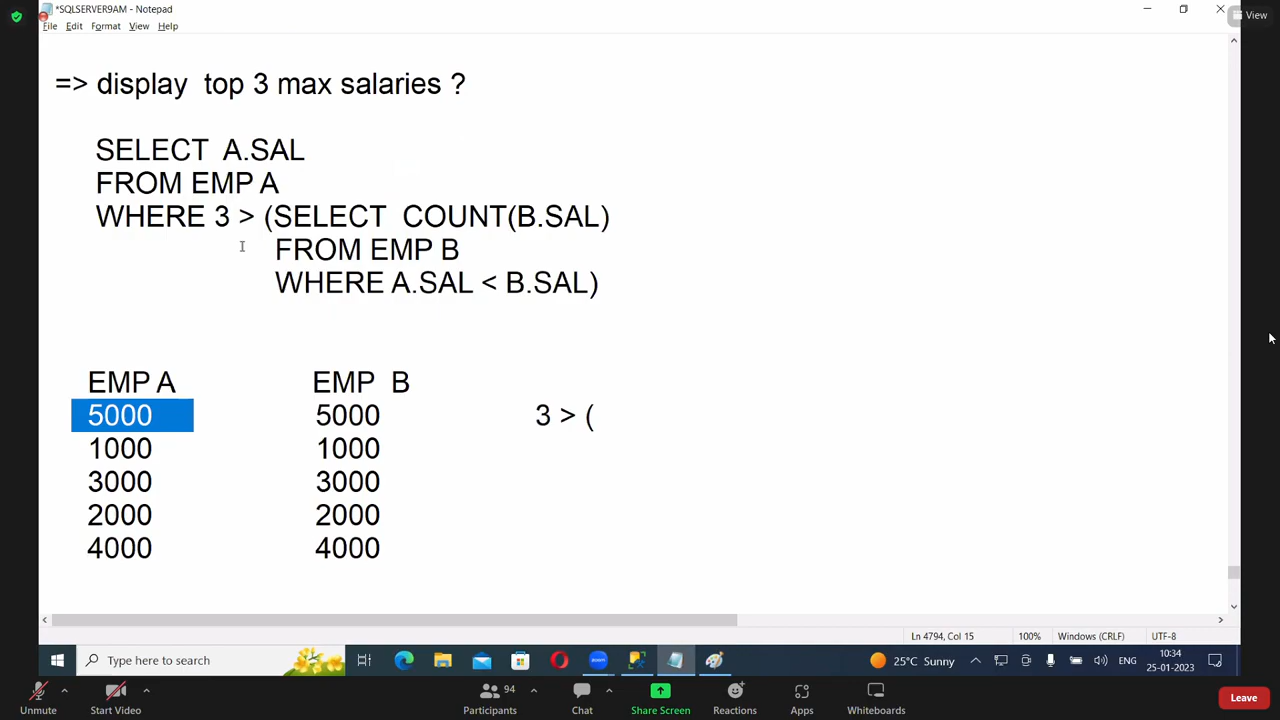 *SQLSERVER9AM - Notepad
View
File Edit Format View Help
=> display top 3 max salaries ?
SELECT A.SAL
FROM EMP A
WHERE 3 > (SELECT COUNT(B.SAL)
FROM EMP B
WHERE A.SAL < B.SAL)
EMP A EMP B
5000 5000 3 > (
1000 1000
3000 3000
2000 2000
4000 4000
Ln 4794, Col 15 100% Windows (CRLF) UTF-8
Type here to search 25°C Sunny ENG 10:34
25-01-2023
94
Unmute Start Video Participants Chat Share Screen Reactions Apps Whiteboards Leave